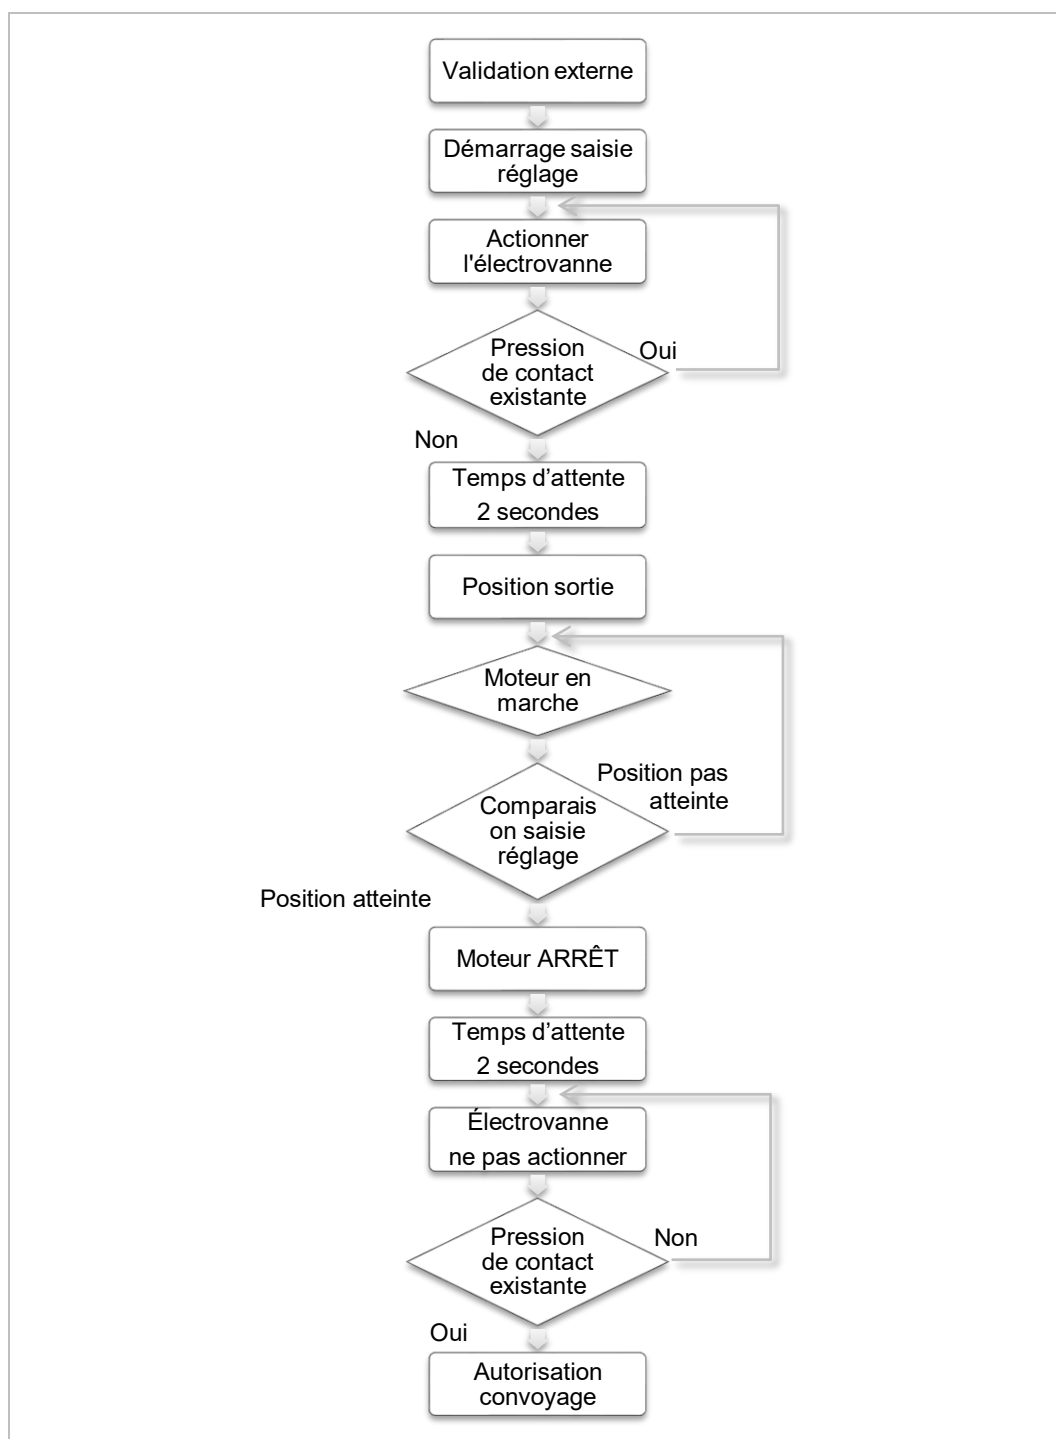 Validation externe
Démarrage saisie
réglage
Actionner
l'électrovanne
Pression
de contact
existante
Oui
Non
Temps d’attente
2 secondes
Position sortie
Moteur en
marche
Position pas
atteinte
Comparais
on saisie
réglage
Position atteinte
Moteur ARRÊT
Temps d’attente
2 secondes
Électrovanne
ne pas actionner
Pression
de contact
existante
Non
Oui
Autorisation
convoyage